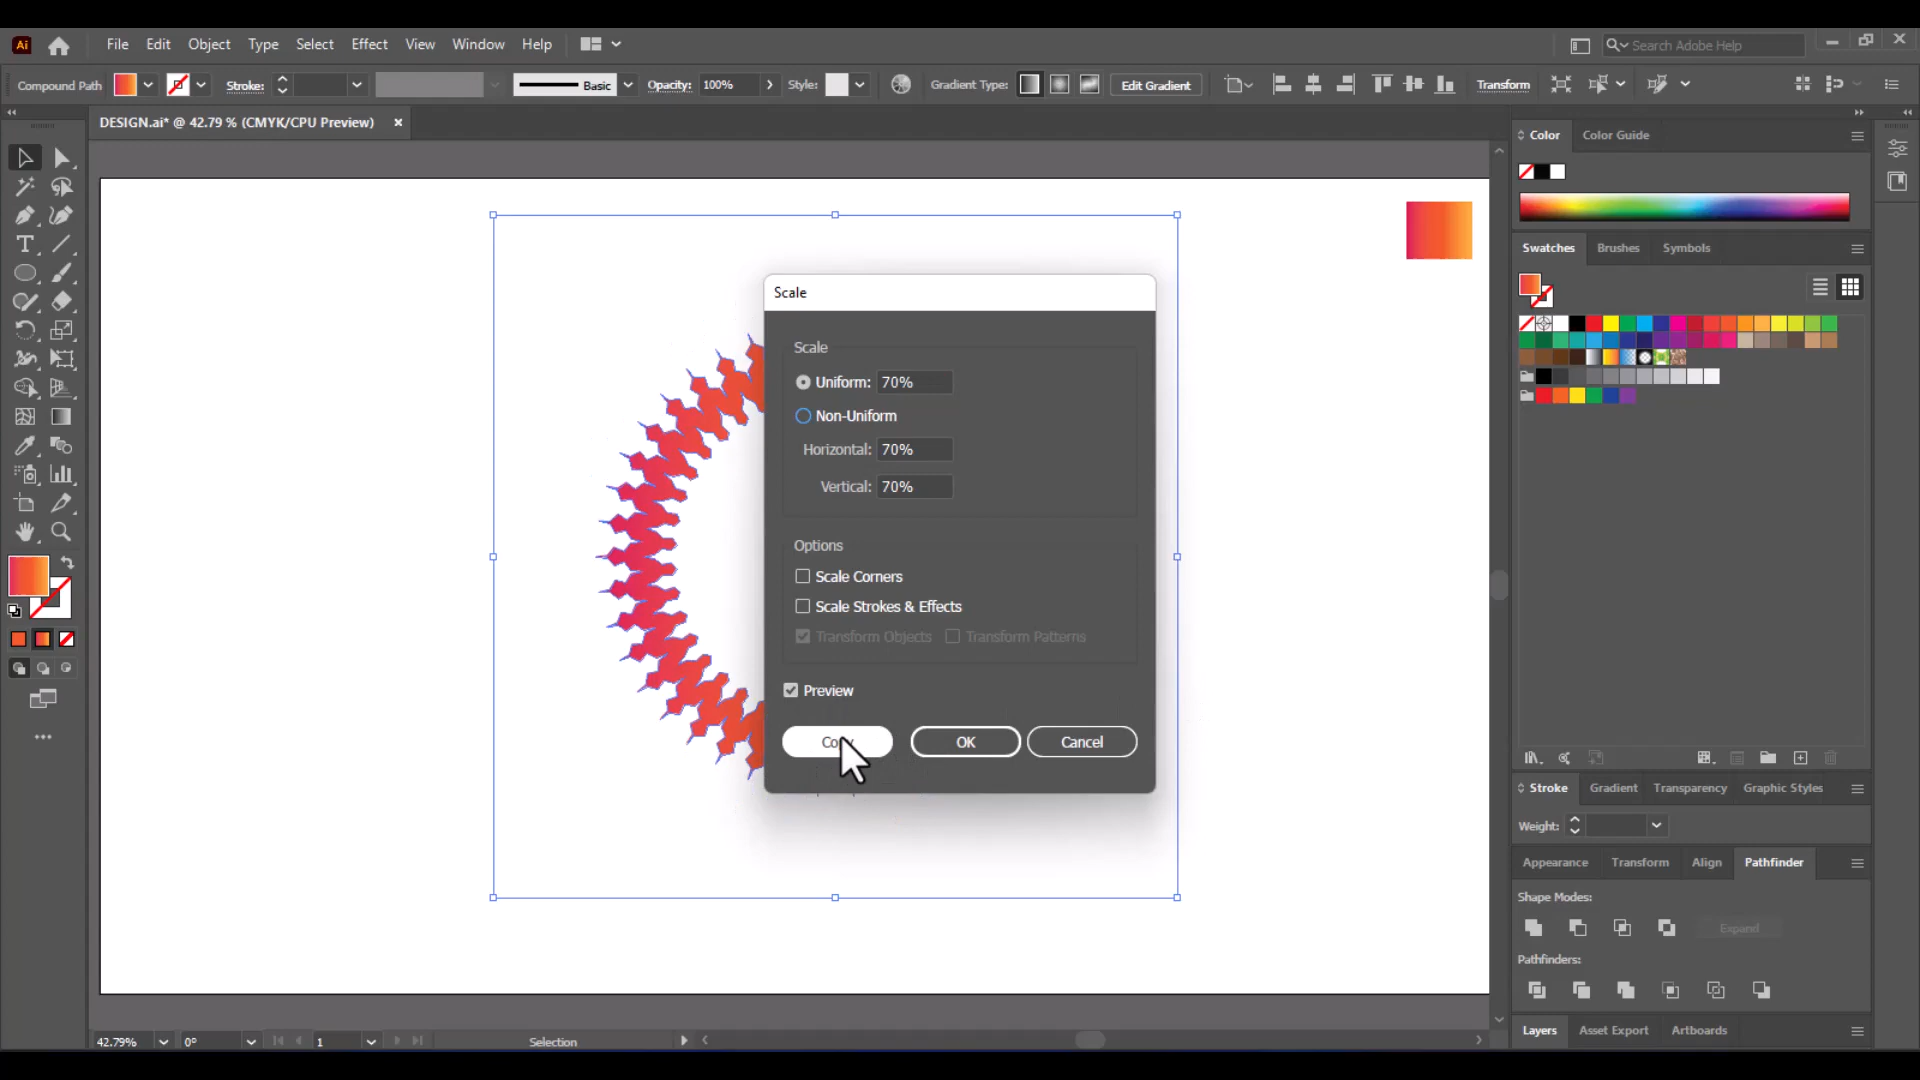 Ai File Edit Object Type Select Effect View Window Help Search Adobe Help
Compound Path Stroke: Basic Opacity: 100% Style: Gradient Type: Edit Gradient Transform
DESIGN.ai* @ 42.79 % (CMYK/CPU Preview)
Color Color Guide
Swatches Brushes Symbols
Scale
Scale
Uniform: 70%
Non-Uniform
Horizontal: 70%
Vertical: 70%
Options
Scale Corners
Scale Strokes & Effects
Transform Objects Transform Patterns
Preview
OK Cancel
Stroke Gradient Transparency Graphic Styles
Weight:
Appearance Transform Align Pathfinder
Shape Modes:
Expand
Pathfinders:
Layers Asset Export Artboards
42.79% 0° 1 Selection